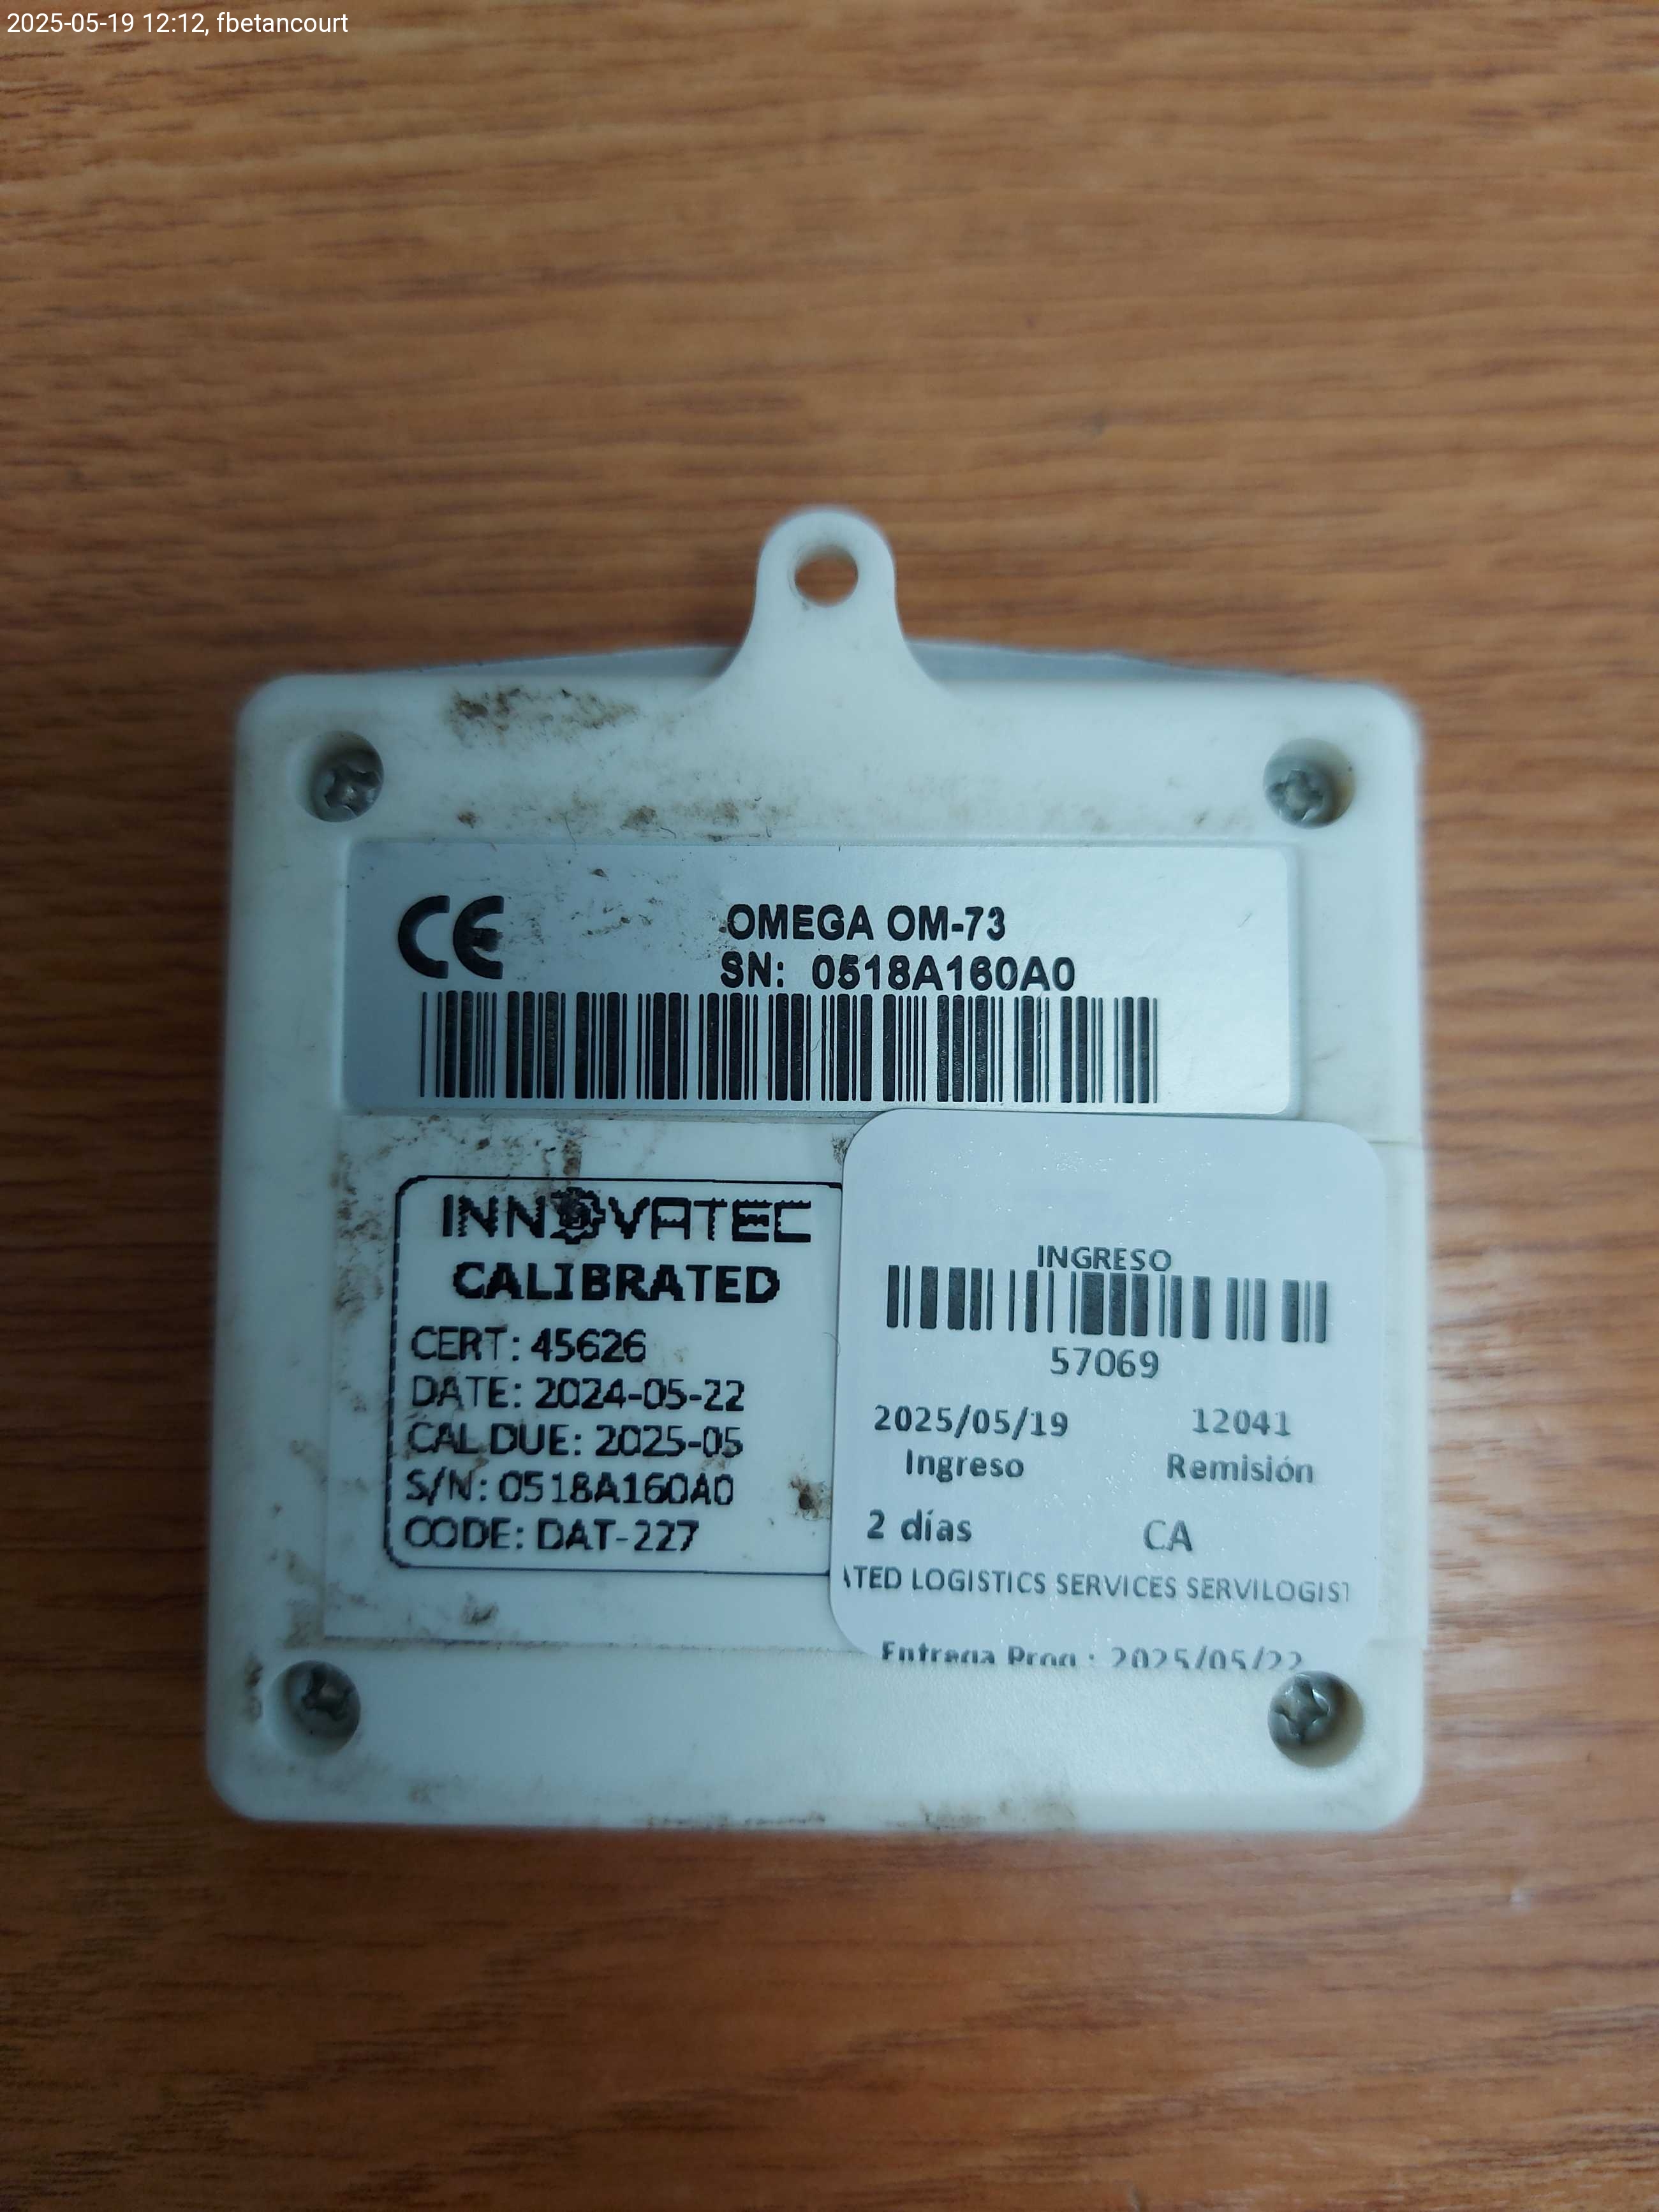 2025-05-19 12:12, fbetancourt
CE
OMEGA OM-73
SN: 0518A160A0
INNOVATEC
CALIBRATED
CERT: 45626
DATE: 2024-05-22
CAL DUE: 2025-05
S/N: 0518A160A0
CODE: DAT-227
INGRESO
57069
2025/05/19 12041
Ingreso Remisión
2 días CA
ATED LOGISTICS SERVICES SERVILOGIST
Entrega Prog.: 2025/05/22